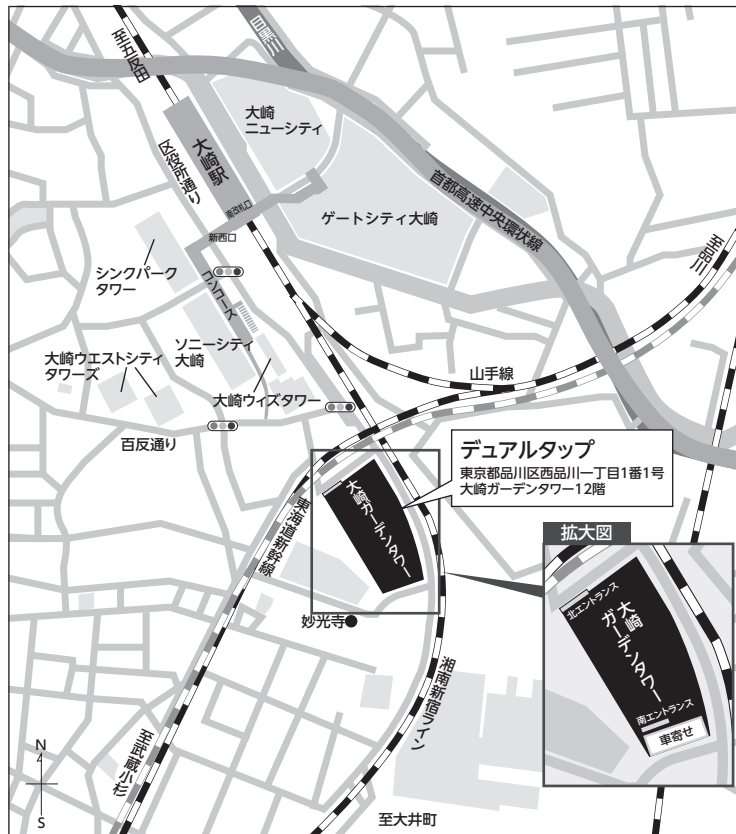 至五反田
目黒川
大崎
ニューシティ
大崎駅
区役所通り
南改札口
新西口
ゲートシティ大崎
首都高速中央環状線
至品川
シンクパーク
タワー
コンコース
ソニーシティ
大崎
大崎ウエストシティ
タワーズ
大崎ウィズタワー
山手線
百反通り
デュアルタップ
東京都品川区西品川一丁目1番1号
大崎ガーデンタワー12階
大崎ガーデンタワー
東海道新幹線
拡大図
北エントランス
大崎
ガーデンタワー
南エントランス
車寄せ
妙光寺
湘南新宿ライン
至武蔵小杉
至大井町
N
S